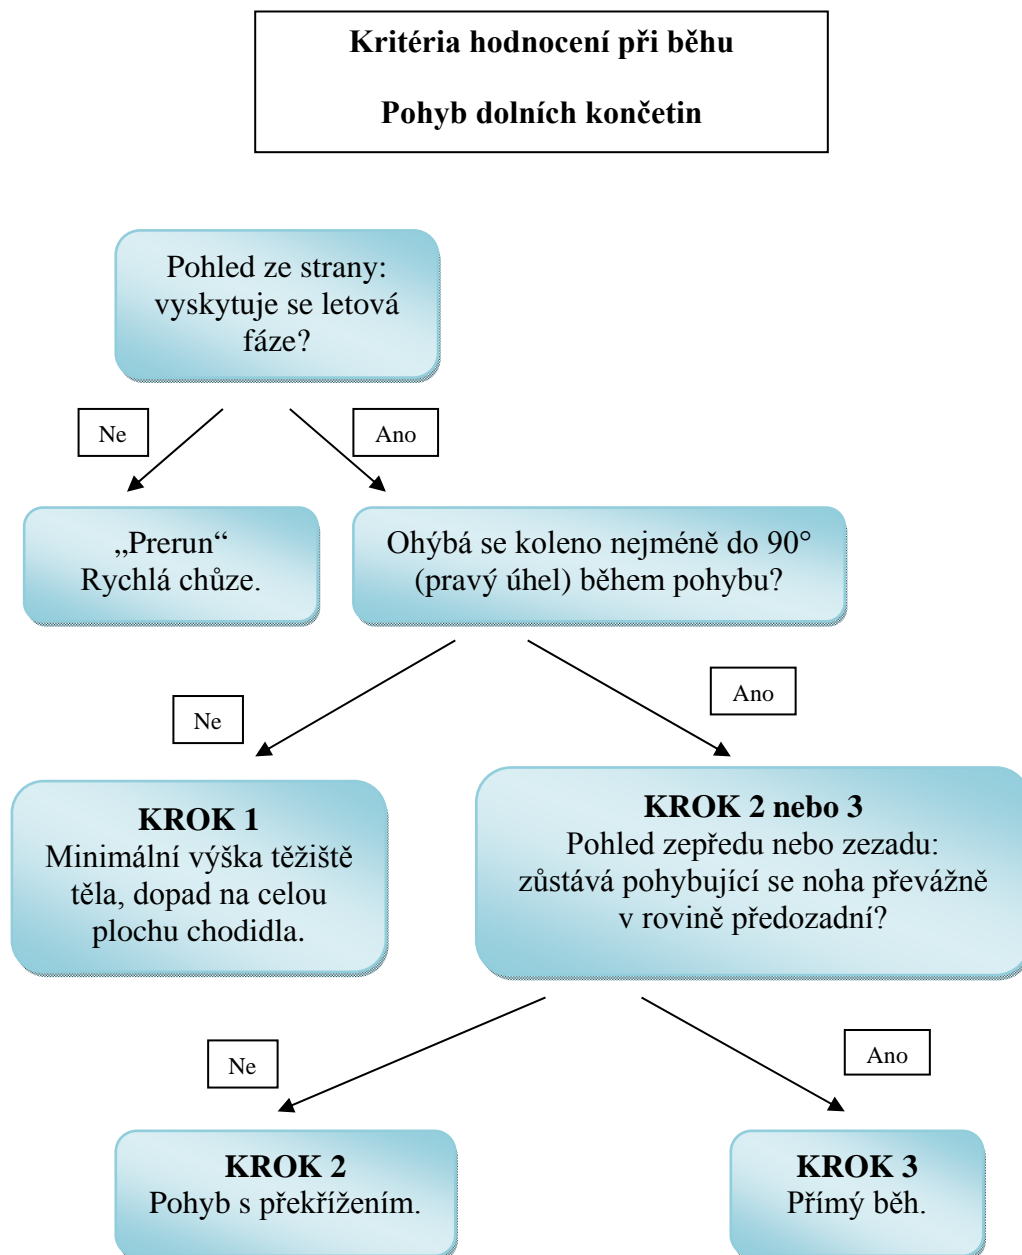 Kritéria hodnocení při běhu
Pohyb dolních končetin
Pohled ze strany:
vyskytuje se letová
fáze?
Ne
Ano
„Prerun“
Rychlá chůze.
Ohýbá se koleno nejméně do 90°
(pravý úhel) během pohybu?
Ne
Ano
KROK 1
Minimální výška těžiště
těla, dopad na celou
plochu chodidla.
KROK 2 nebo 3
Pohled zepředu nebo zezadu:
zůstává pohybující se noha převážně
v rovině předozadní?
Ne
Ano
KROK 2
Pohyb s překřížením.
KROK 3
Přímý běh.